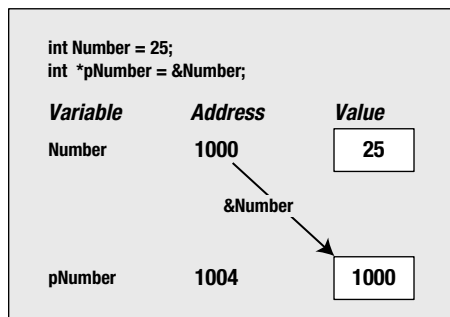 int Number = 25;
int *pNumber = &Number;
Variable Address Value
Number 1000 25
&Number
pNumber 1004 1000